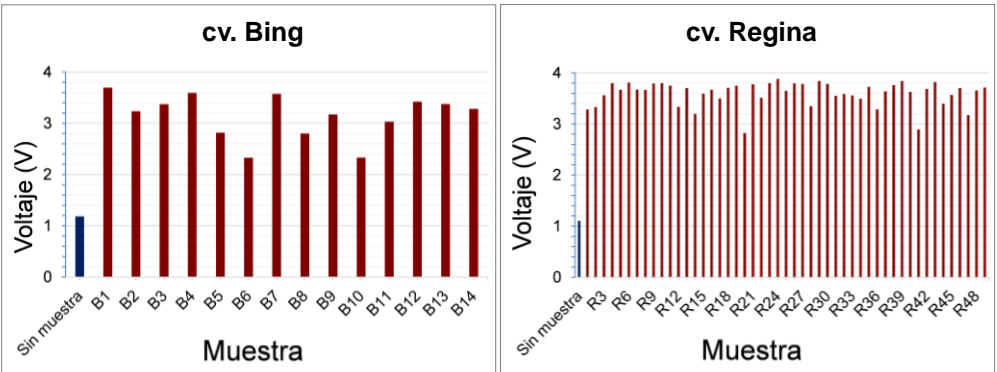 cv. Bing
Voltaje (V)
4
3
2
1
0
Sin muestra
B1
B2
B3
B4
B5
B6
B7
B8
B9
B10
B11
B12
B13
B14
Muestra
cv. Regina
Voltaje (V)
4
3
2
1
0
Sin muestra
R3
R6
R9
R12
R15
R18
R21
R24
R27
R30
R33
R36
R39
R42
R45
R48
Muestra